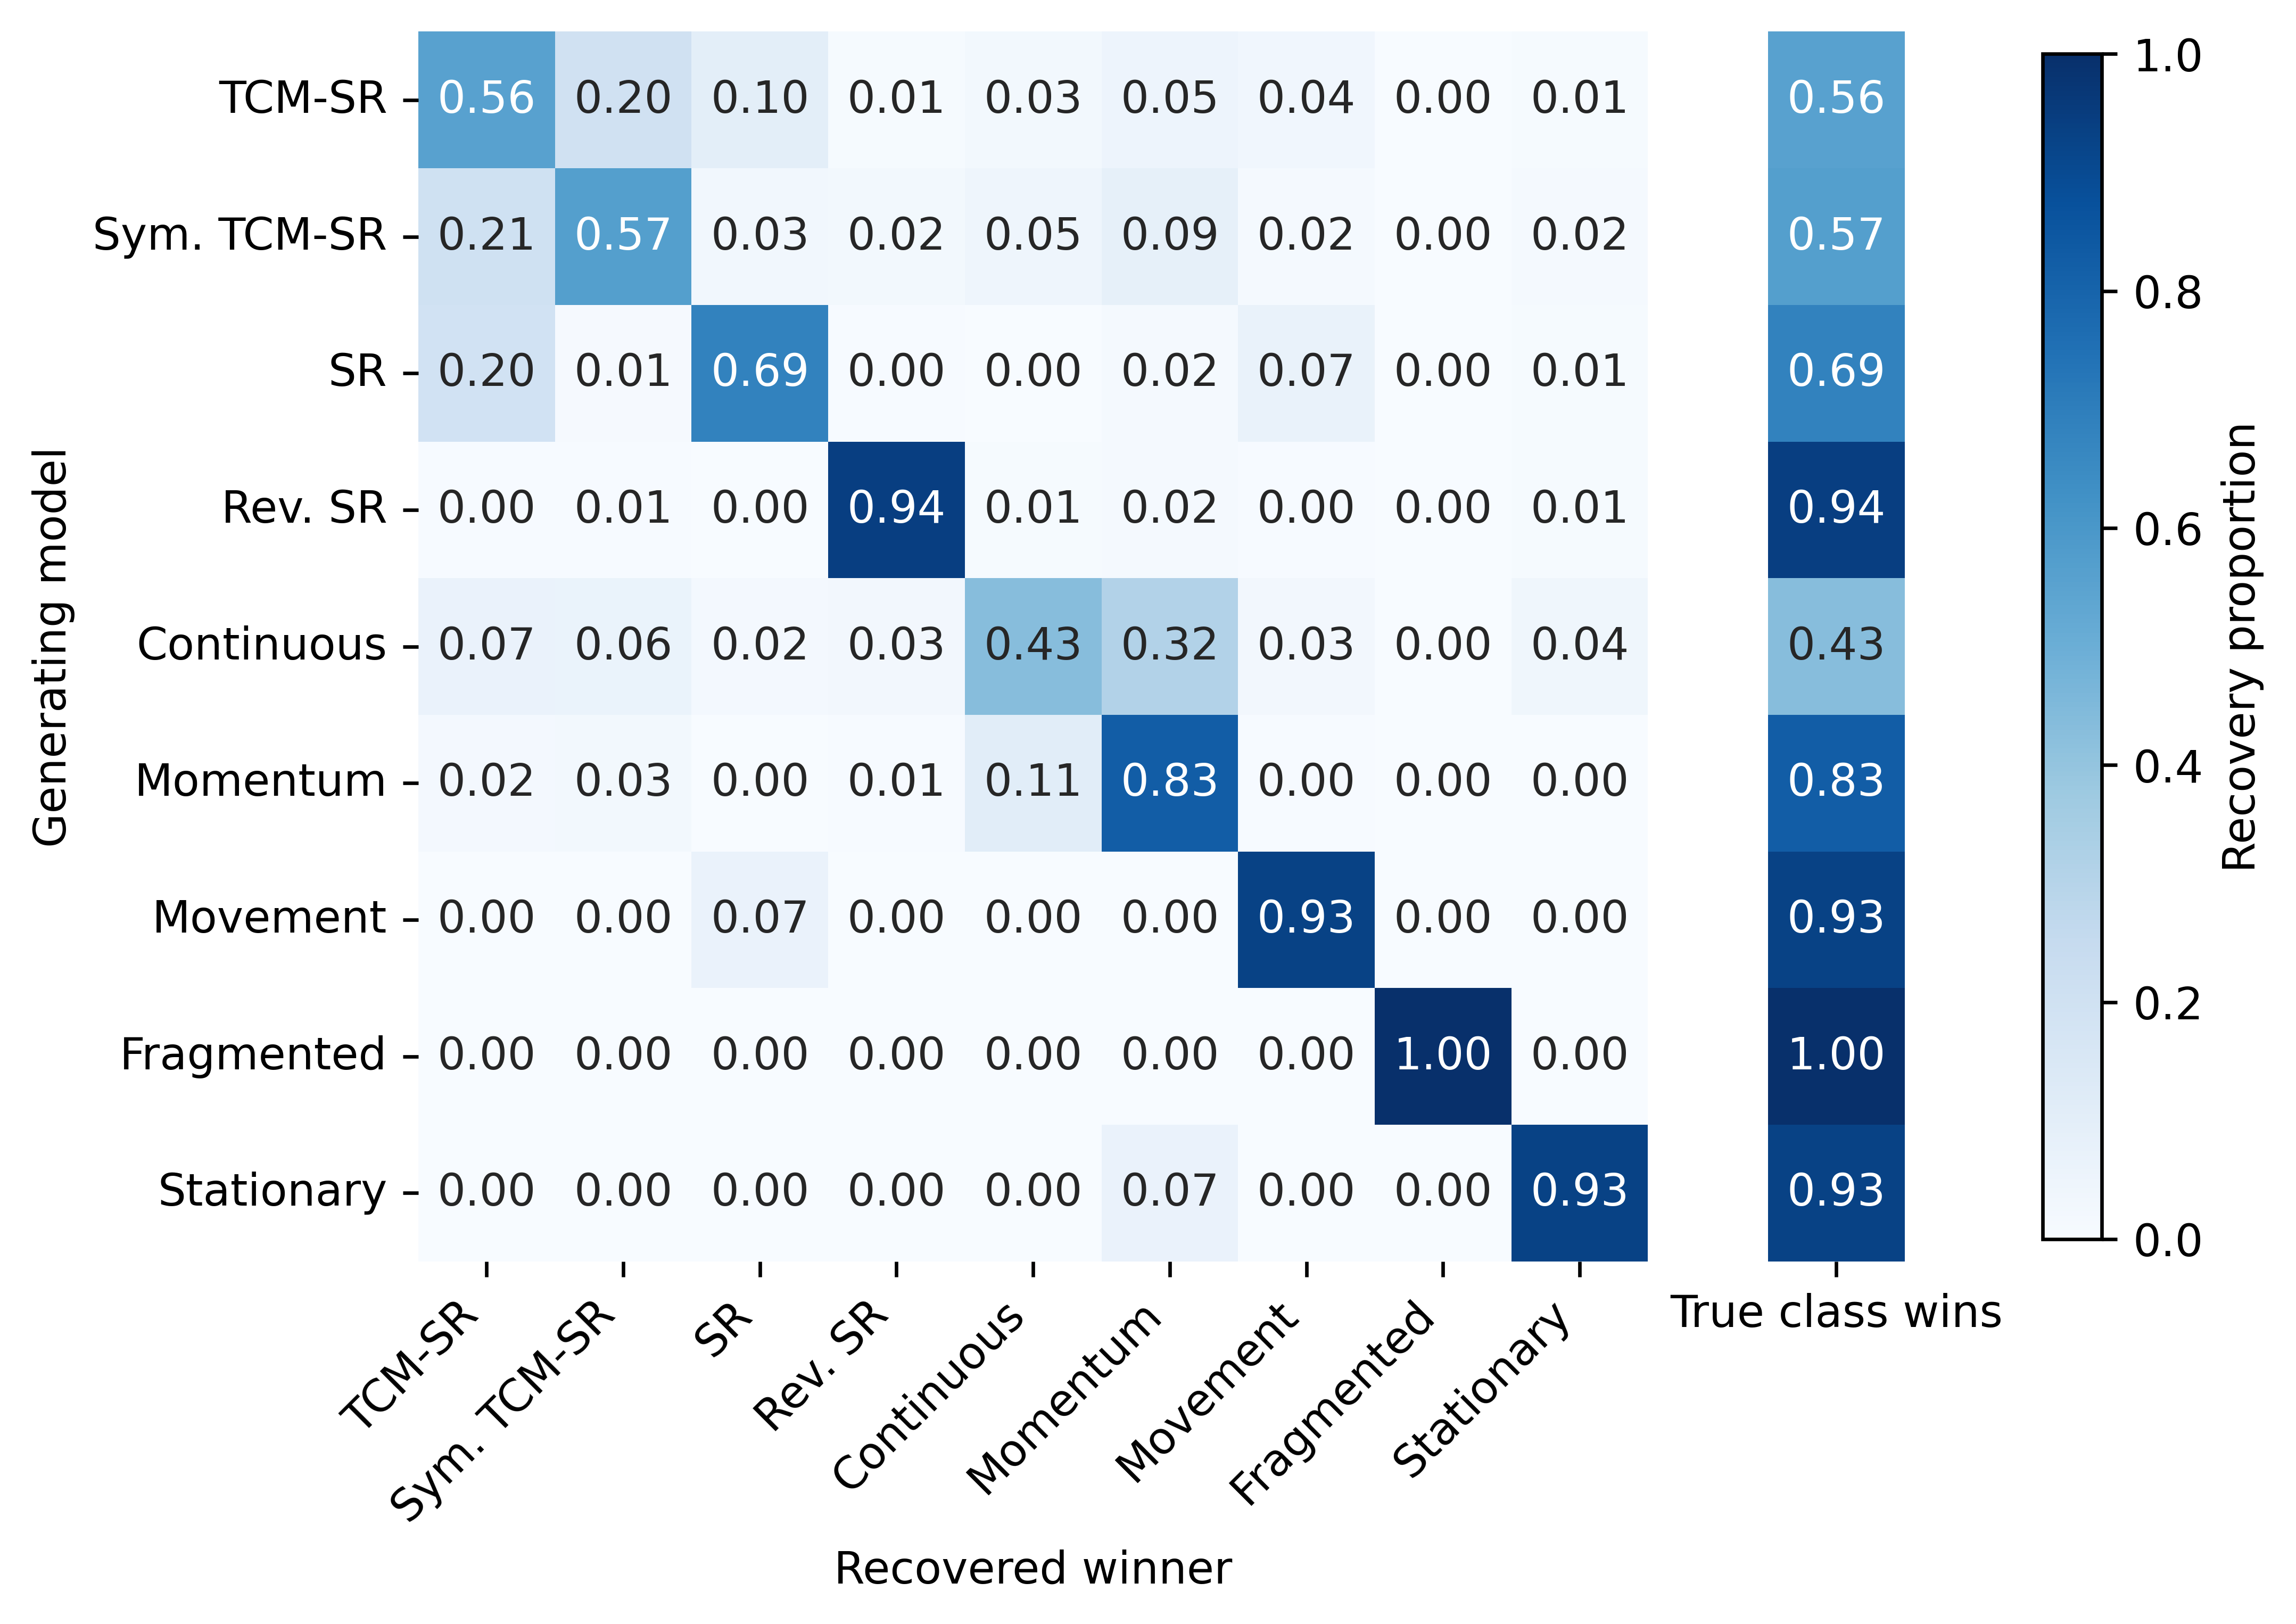 TCM-SR 0.56 0.20 0.10 0.01 0.03 0.05 0.04 0.00 0.01 0.56
Sym. TCM-SR 0.21 0.57 0.03 0.02 0.05 0.09 0.02 0.00 0.02 0.57
SR 0.20 0.01 0.69 0.00 0.00 0.02 0.07 0.00 0.01 0.69
Rev. SR 0.00 0.01 0.00 0.94 0.01 0.02 0.00 0.00 0.01 0.94
Continuous 0.07 0.06 0.02 0.03 0.43 0.32 0.03 0.00 0.04 0.43
Momentum 0.02 0.03 0.00 0.01 0.11 0.83 0.00 0.00 0.00 0.83
Movement 0.00 0.00 0.07 0.00 0.00 0.00 0.93 0.00 0.00 0.93
Fragmented 0.00 0.00 0.00 0.00 0.00 0.00 0.00 1.00 0.00 1.00
Stationary 0.00 0.00 0.00 0.00 0.00 0.07 0.00 0.00 0.93 0.93
Generating model
TCM-SR
Sym. TCM-SR
SR
Rev. SR
Continuous
Momentum
Movement
Fragmented
Stationary
Recovered winner
True class wins
1.0
0.8
0.6
0.4
0.2
0.0
Recovery proportion